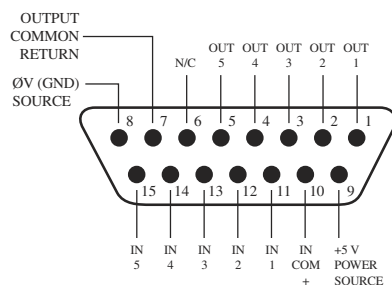 OUTPUT
COMMON
RETURN
ØV (GND)
SOURCE
N/C
OUT
5
OUT
4
OUT
3
OUT
2
OUT
1
8 7 6 5 4 3 2 1
15 14 13 12 11 10 9
IN
5
IN
4
IN
3
IN
2
IN
1
IN
COM
+
+5 V
POWER
SOURCE